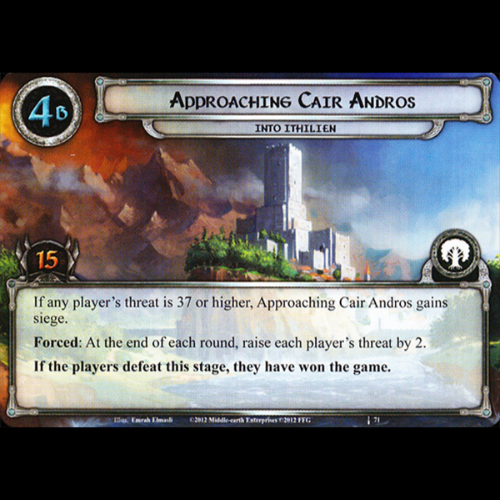 4B
APPROACHING CAIR ANDROS
INTO ITHILIEN
15
If any player's threat is 37 or higher, Approaching Cair Andros gains
siege.
Forced: At the end of each round, raise each player's threat by 2.
If the players defeat this stage, they have won the game.
Illus. Emrah Elmasli ©2012 Middle-earth Enterprises ©2012 FFG 71